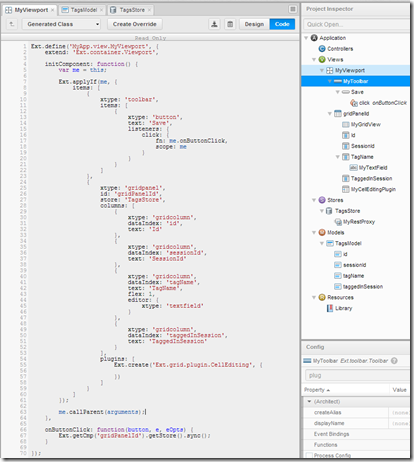 MyViewport
TagsModel
TagsStore
Generated Class
Create Override
Design
Code
Read Only
1 Ext.define('MyApp.view.MyViewport', {
2 extend: 'Ext.container.Viewport',
3
4 initComponent: function() {
5 var me = this;
6
7 Ext.applyIf(me, {
8 items: [
9 {
10 xtype: 'toolbar',
11 items: [
12 {
13 xtype: 'button',
14 text: 'Save',
15 listeners: {
16 click: {
17 fn: me.onButtonClick,
18 scope: me
19 }
20 }
21 }
22 ]
23 },
24 {
25 xtype: 'gridpanel',
26 id: 'gridPanelId',
27 store: 'TagsStore',
28 columns: [
29 {
30 xtype: 'gridcolumn',
31 dataIndex: 'id',
32 text: 'Id'
33 },
34 {
35 xtype: 'gridcolumn',
36 dataIndex: 'sessionId',
37 text: 'SessionId'
38 },
39 {
40 xtype: 'gridcolumn',
41 dataIndex: 'tagName',
42 text: 'TagName',
43 flex: 1,
44 editor: {
45 xtype: 'textfield'
46 }
47 },
48 {
49 xtype: 'gridcolumn',
50 dataIndex: 'taggedInSession',
51 text: 'TaggedInSession'
52 }
53 ],
54 plugins: [
55 Ext.create('Ext.grid.plugin.CellEditing', {
56
57 })
58 ]
59 }
60 ]
61 });
62
63 me.callParent(arguments);
64 },
65
66 onButtonClick: function(button, e, eOpts) {
67 Ext.getCmp('gridPanelId').getStore().sync();
68 }
69
70 });
Project Inspector
Quick Open...
Application
Controllers
Views
MyViewport
MyToolbar
Save
click: onButtonClick
gridPanelId
MyGridView
Id
SessionId
TagName
MyTextField
TaggedInSession
MyCellEditingPlugin
Stores
TagsStore
MyRestProxy
Models
TagsModel
id
sessionId
tagName
taggedInSession
Resources
Library
Config
MyToolbar Ext.toolbar.Toolbar
plug
Property
Value
(Architect)
createAlias
displayName
Event Bindings
Functions
Process Config